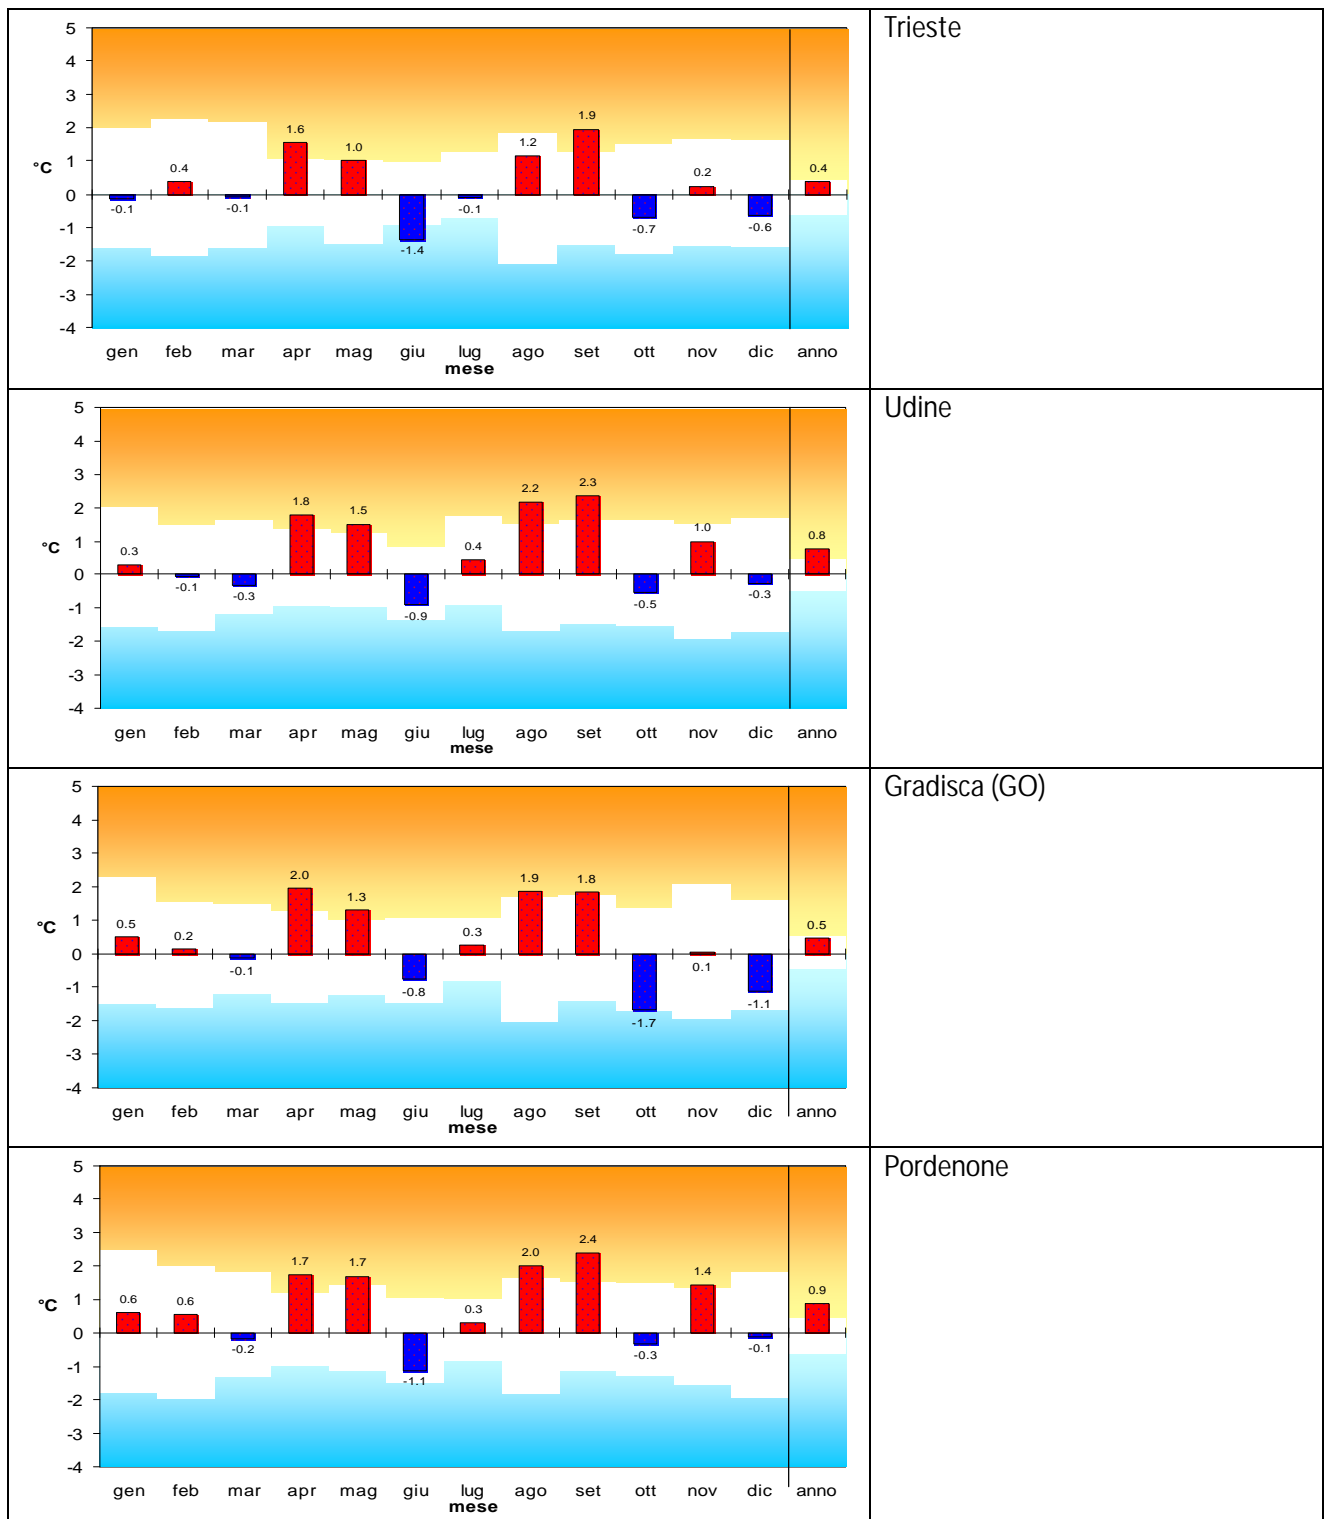 Trieste
5
4
3
2
1
0
-1
-2
-3
-4
°C
-0.1 0.4 -0.1 1.6 1.0 -1.4 -0.1 1.2 1.9 -0.7 0.2 -0.6 0.4
gen feb mar apr mag giu lug ago set ott nov dic anno
mese
Udine
5
4
3
2
1
0
-1
-2
-3
-4
°C
0.3 -0.1 -0.3 1.8 1.5 -0.9 0.4 2.2 2.3 -0.5 1.0 -0.3 0.8
gen feb mar apr mag giu lug ago set ott nov dic anno
mese
Gradisca (GO)
5
4
3
2
1
0
-1
-2
-3
-4
°C
0.5 0.2 -0.1 2.0 1.3 -0.8 0.3 1.9 1.8 -1.7 0.1 -1.1 0.5
gen feb mar apr mag giu lug ago set ott nov dic anno
mese
Pordenone
5
4
3
2
1
0
-1
-2
-3
-4
°C
0.6 0.6 -0.2 1.7 1.7 -1.1 0.3 2.0 2.4 -0.3 1.4 -0.1 0.9
gen feb mar apr mag giu lug ago set ott nov dic anno
mese